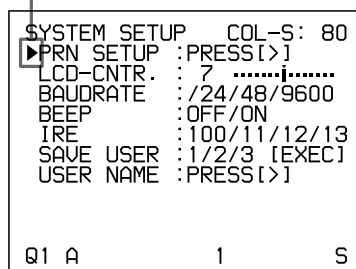 SYSTEM SETUP COL-S: 80
▶PRN SETUP :PRESS[>]
LCD-CNTR. : 7
BAUDRATE :/24/48/9600
BEEP :OFF/ON
IRE :100/11/12/13
SAVE USER :1/2/3 [EXEC]
USER NAME :PRESS[>]
Q1 A 1 S